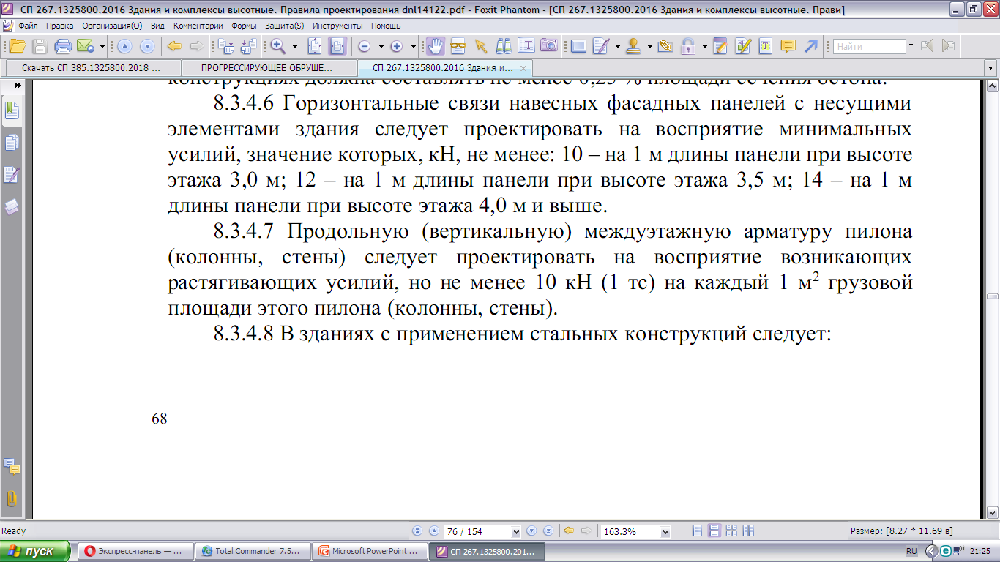 СП 267.1325800.2016 Здания и комплексы высотные. Правила проектирования dnl14122.pdf - Foxit Phantom - [СП 267.1325800.2016 Здания и комплексы высотные. Прави]
Файл Правка Организация(O) Вид Комментарии Формы Защита(S) Инструменты Помощь
Найти
Скачать СП 385.1325800.2018 ... ПРОГРЕССИРУЮЩЕЕ ОБРУШЕ... СП 267.1325800.2016 Здания и...
конструкциях должна составлять не менее 0,25 % площади сечения бетона.
8.3.4.6 Горизонтальные связи навесных фасадных панелей с несущими
элементами здания следует проектировать на восприятие минимальных
усилий, значение которых, кН, не менее: 10 – на 1 м длины панели при высоте
этажа 3,0 м; 12 – на 1 м длины панели при высоте этажа 3,5 м; 14 – на 1 м
длины панели при высоте этажа 4,0 м и выше.
8.3.4.7 Продольную (вертикальную) междуэтажную арматуру пилона
(колонны, стены) следует проектировать на восприятие возникающих
растягивающих усилий, но не менее 10 кН (1 тс) на каждый 1 м² грузовой
площади этого пилона (колонны, стены).
8.3.4.8 В зданиях с применением стальных конструкций следует:
68
Ready 76 / 154 163.3% Размер: [8.27 * 11.69 в]
пуск Экспресс-панель — ... Total Commander 7.5... Microsoft PowerPoint ... СП 267.1325800.201... RU 21:25